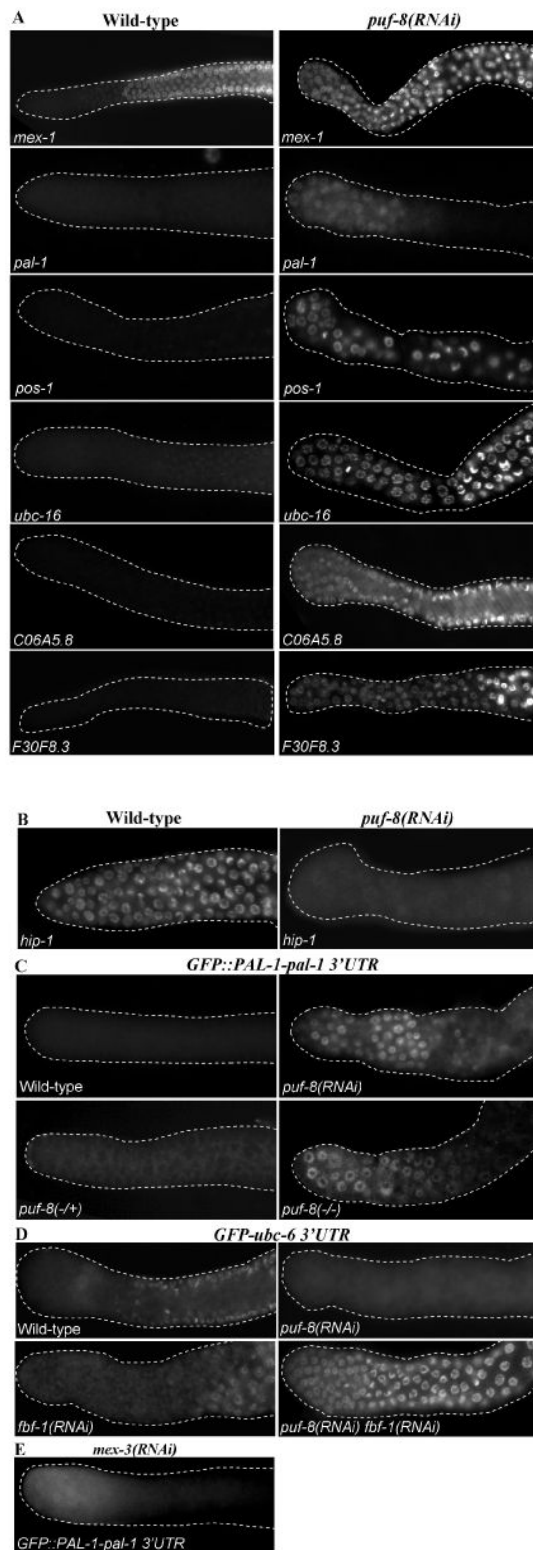 A
Wild-type puf-8(RNAi)
mex-1 mex-1
pal-1 pal-1
pos-1 pos-1
ubc-16 ubc-16
C06A5.8 C06A5.8
F30F8.3 F30F8.3
B Wild-type puf-8(RNAi)
hip-1 hip-1
C GFP::PAL-1-pal-1 3'UTR
Wild-type puf-8(RNAi)
puf-8(-/+) puf-8(-/-)
D GFP-ubc-6 3'UTR
Wild-type puf-8(RNAi)
fbf-1(RNAi) puf-8(RNAi) fbf-1(RNAi)
E mex-3(RNAi)
GFP::PAL-1-pal-1 3'UTR